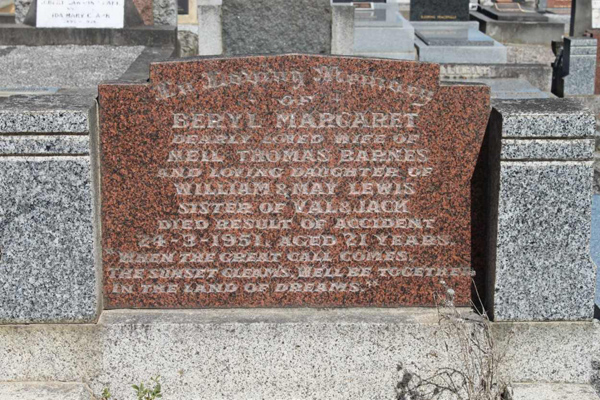 In Loving Memory
OF
BERYL MARGARET
DEARLY LOVED WIFE OF
NEIL THOMAS BARNES
AND LOVING DAUGHTER OF
WILLIAM & MAY LEWIS
SISTER OF VAL & JACK
DIED RESULT OF ACCIDENT
24-3-1951. AGED 21 YEARS.
WHEN THE GREAT CALL COMES,
THE SUNSET GLEAMS, WE'LL BE TOGETHER
IN THE LAND OF DREAMS."